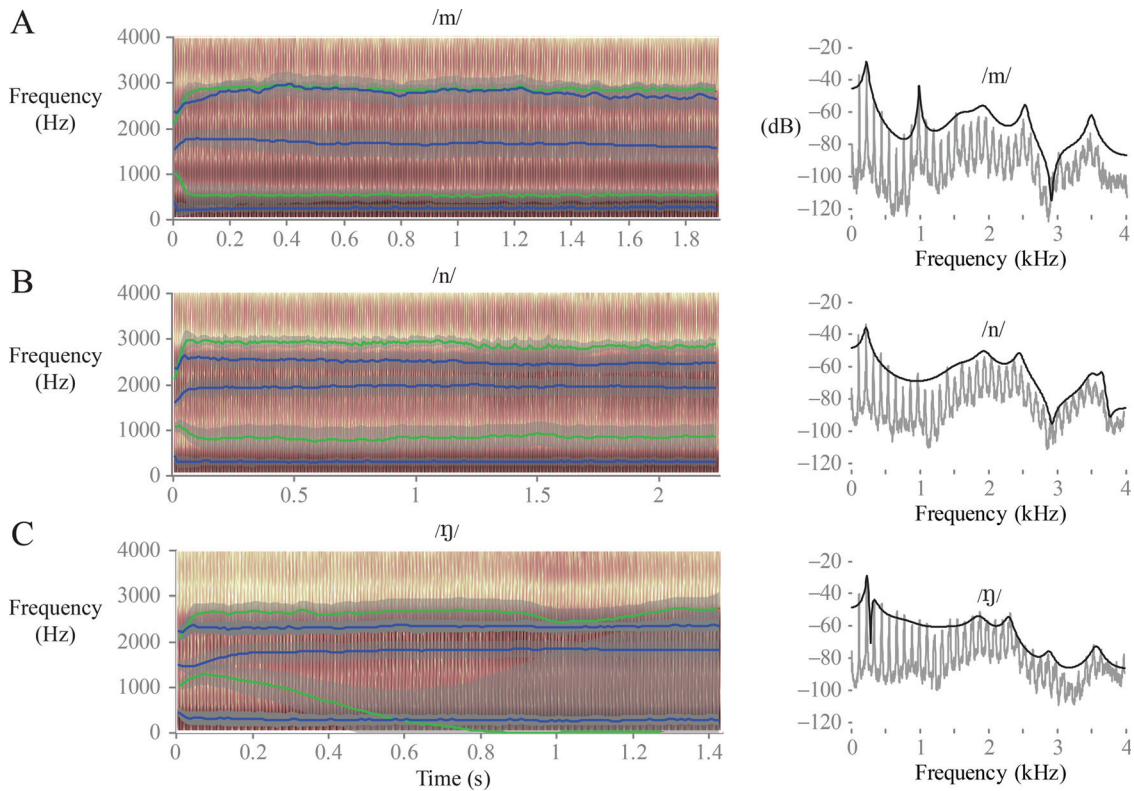 A
/m/
4000
3000
2000
1000
0
Frequency
(Hz)
0 0.2 0.4 0.6 0.8 1 1.2 1.4 1.6 1.8
–20
–40
–60
(dB)
–80
–100
–120
/m/
0 1 2 3 4
Frequency (kHz)
B
/n/
4000
3000
2000
1000
0
Frequency
(Hz)
0 0.5 1 1.5 2
–20
–40
–60
–80
–100
–120
/n/
0 1 2 3 4
Frequency (kHz)
C
/ŋ/
4000
3000
2000
1000
0
Frequency
(Hz)
0 0.2 0.4 0.6 0.8 1 1.2 1.4
Time (s)
–20
–40
–60
–80
–100
–120
/ŋ/
0 1 2 3 4
Frequency (kHz)